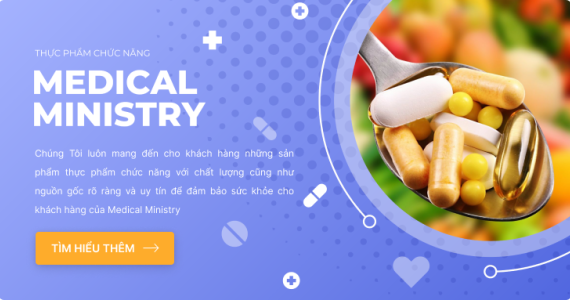 THỰC PHẨM CHỨC NĂNG
MEDICAL
MINISTRY
Chúng Tôi luôn mang đến cho khách hàng những sản
phẩm thực phẩm chức năng với chất lượng cũng như
nguồn gốc rõ ràng và uy tín để đảm bảo sức khỏe cho
khách hàng của Medical Ministry
TÌM HIỂU THÊM